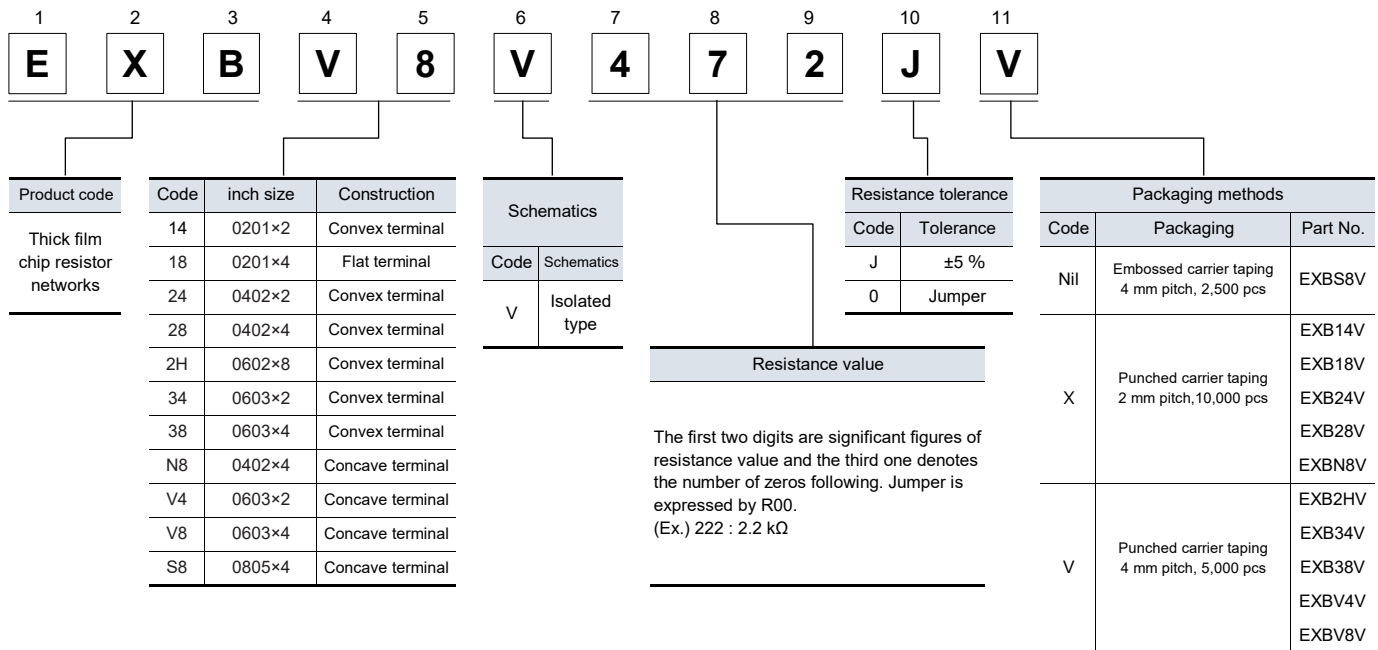 1 2 3 4 5 6 7 8 9 10 11
E X B V 8 V 4 7 2 J V
Product code
Thick film
chip resistor
networks
Code inch size Construction
14 0201×2 Convex terminal
18 0201×4 Flat terminal
24 0402×2 Convex terminal
28 0402×4 Convex terminal
2H 0602×8 Convex terminal
34 0603×2 Convex terminal
38 0603×4 Convex terminal
N8 0402×4 Concave terminal
V4 0603×2 Concave terminal
V8 0603×4 Concave terminal
S8 0805×4 Concave terminal
Schematics
Code Schematics
V Isolated
type
Resistance value
The first two digits are significant figures of
resistance value and the third one denotes
the number of zeros following. Jumper is
expressed by R00.
(Ex.) 222 : 2.2 kΩ
Resistance tolerance
Code Tolerance
J ±5 %
0 Jumper
Packaging methods
Code Packaging Part No.
Nil Embossed carrier taping
4 mm pitch, 2,500 pcs
EXBS8V
X Punched carrier taping
2 mm pitch,10,000 pcs
EXB14V
EXB18V
EXB24V
EXB28V
EXBN8V
V Punched carrier taping
4 mm pitch, 5,000 pcs
EXB2HV
EXB34V
EXB38V
EXBV4V
EXBV8V